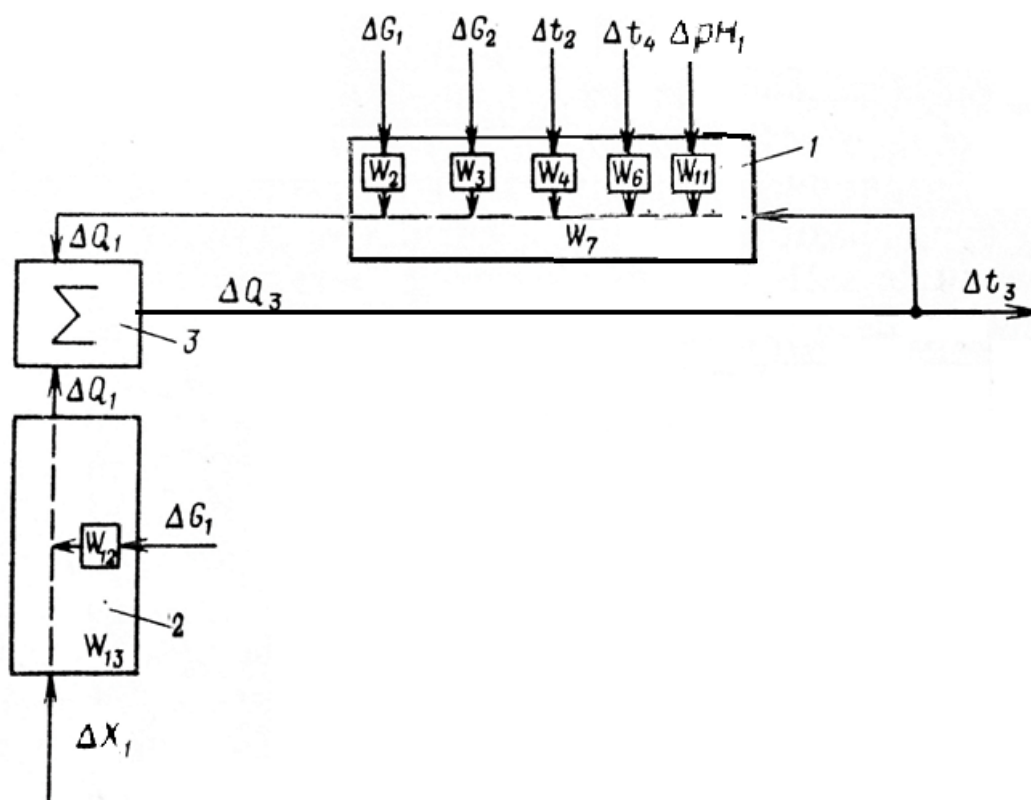 ΔG₁ ΔG₂ Δt₂ Δt₄ ΔpH₁
1
W₂ W₃ W₄ W₆ W₁₁
W₇
ΔQ₁
Σ
3
ΔQ₃
Δt₃
ΔQ₁
ΔG₁
W₁₂
2
W₁₃
ΔX₁